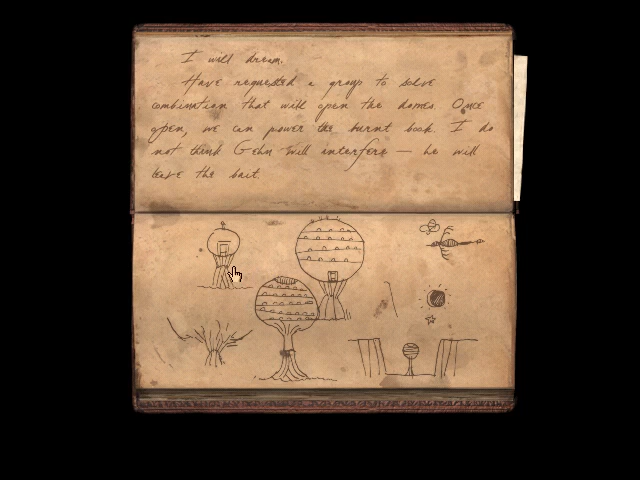 I will dream.
Have requested a group to solve
combination that will open the domes. Once
open, we can power the burnt book. I do
not think Gehn will interfere — he will
leave the bait.